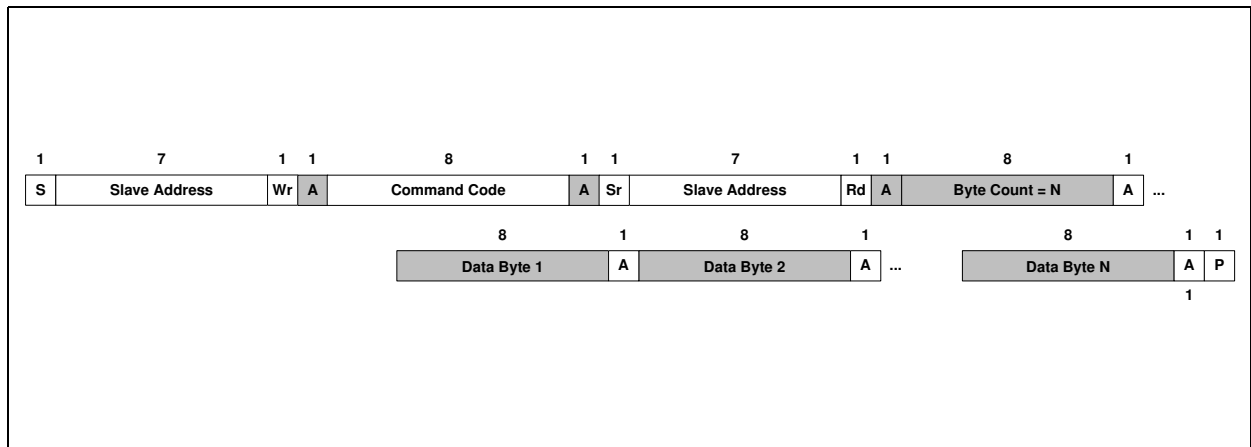 1 7 1 1 8 1 1 7 1 1 8 1
S Slave Address Wr A Command Code A Sr Slave Address Rd A Byte Count = N A ...
8 1 8 1 8 1 1
Data Byte 1 A Data Byte 2 A ... Data Byte N A P
1